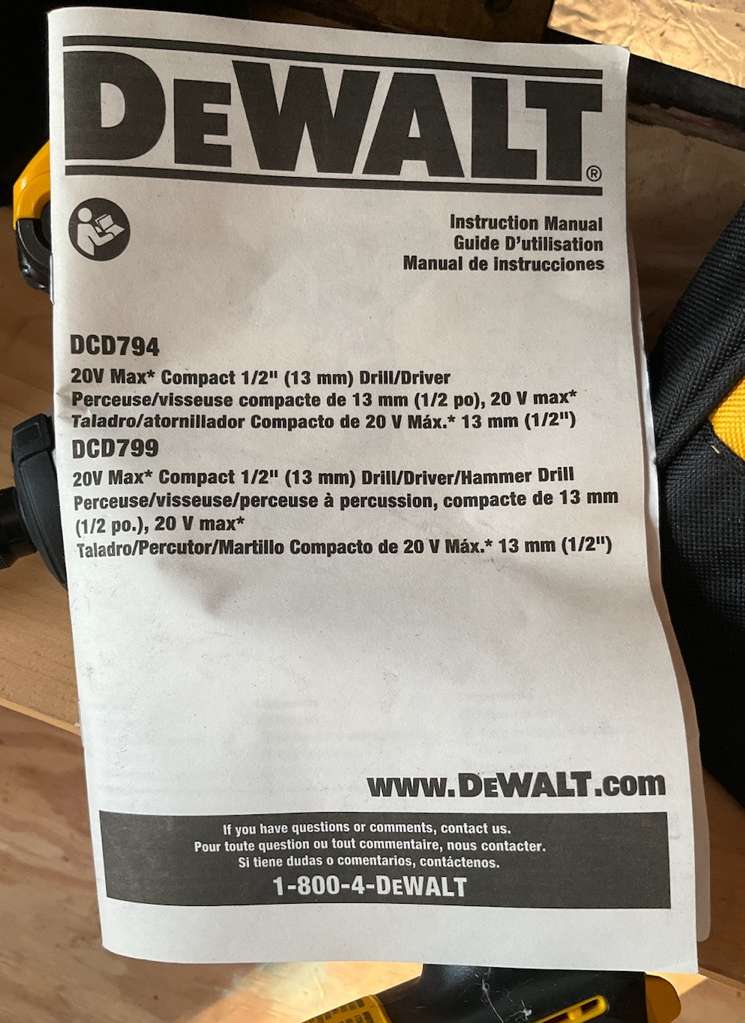 DEWALT®
Instruction Manual
Guide D'utilisation
Manual de instrucciones
DCD794
20V Max* Compact 1/2" (13 mm) Drill/Driver
Perceuse/visseuse compacte de 13 mm (1/2 po), 20 V max*
Taladro/atornillador Compacto de 20 V Máx.* 13 mm (1/2")
DCD799
20V Max* Compact 1/2" (13 mm) Drill/Driver/Hammer Drill
Perceuse/visseuse/perceuse à percussion, compacte de 13 mm
(1/2 po.), 20 V max*
Taladro/Percutor/Martillo Compacto de 20 V Máx.* 13 mm (1/2")
www.DEWALT.com
If you have questions or comments, contact us.
Pour toute question ou tout commentaire, nous contacter.
Si tiene dudas o comentarios, contáctenos.
1-800-4-DEWALT